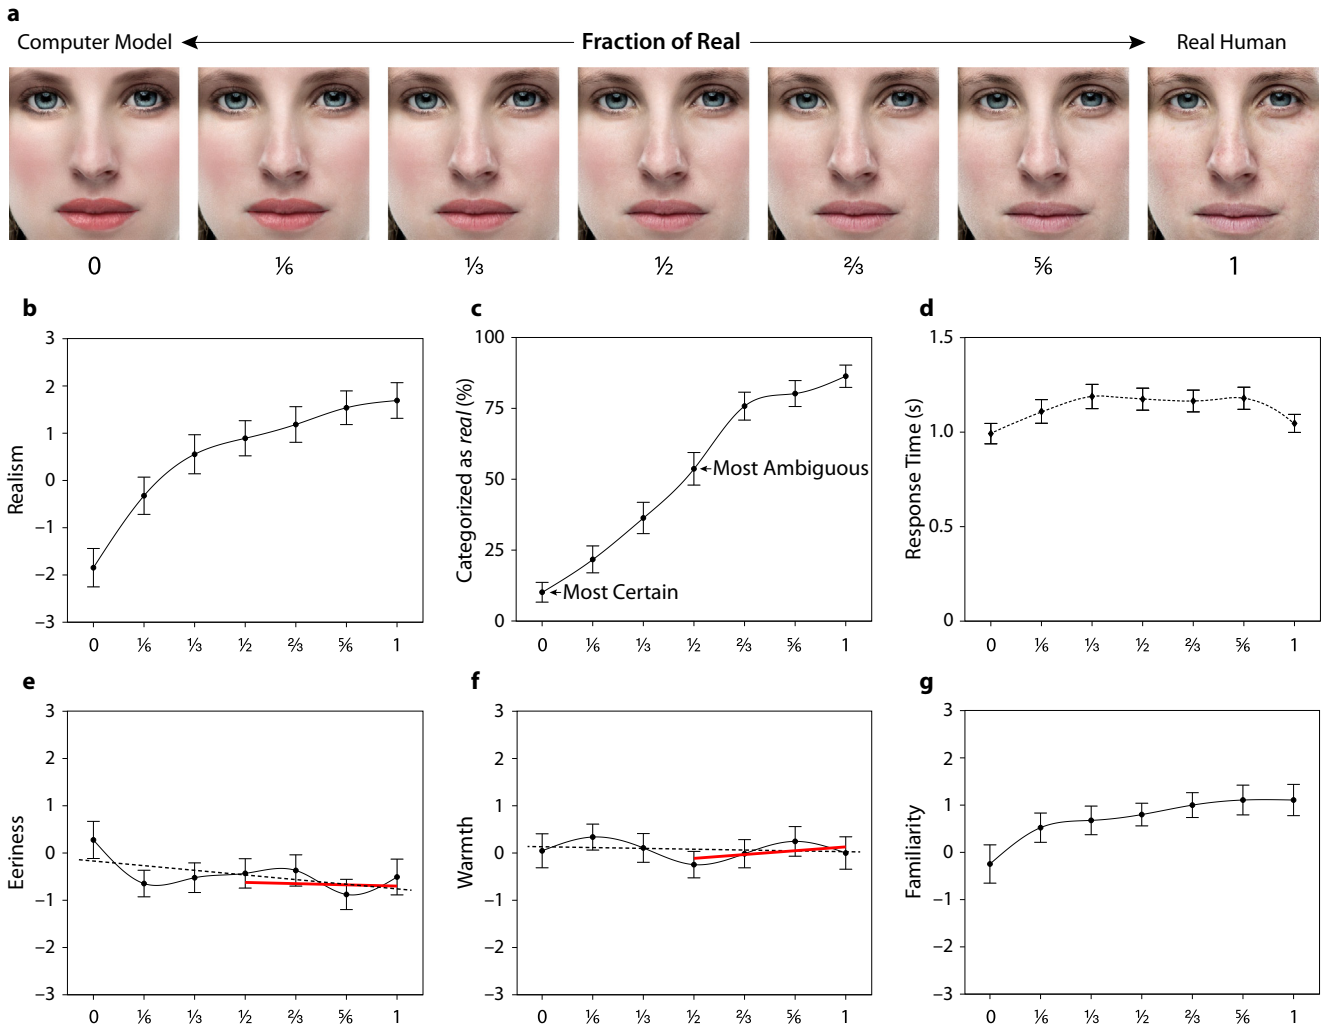 a
Computer Model Fraction of Real Real Human
0 ⅙ ⅓ ½ ⅔ ⅚ 1
b
Realism
3
2
1
0
−1
−2
−3
0 ⅙ ⅓ ½ ⅔ ⅚ 1
c
Categorized as real (%)
100
75
50
25
0
Most Ambiguous
Most Certain
0 ⅙ ⅓ ½ ⅔ ⅚ 1
d
Response Time (s)
1.5
1.0
0.5
0
0 ⅙ ⅓ ½ ⅔ ⅚ 1
e
Eeriness
3
2
1
0
−1
−2
−3
0 ⅙ ⅓ ½ ⅔ ⅚ 1
f
Warmth
3
2
1
0
−1
−2
−3
0 ⅙ ⅓ ½ ⅔ ⅚ 1
g
Familiarity
3
2
1
0
−1
−2
−3
0 ⅙ ⅓ ½ ⅔ ⅚ 1